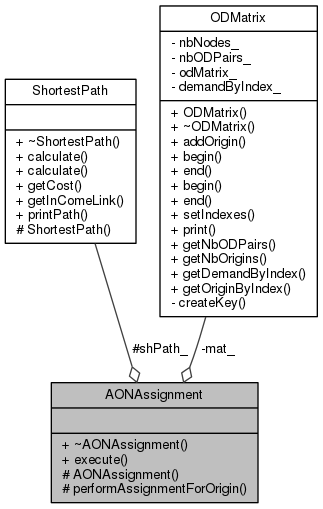 ShortestPath
+ ~ShortestPath()
+ calculate()
+ calculate()
+ getCost()
+ getInComeLink()
+ printPath()
# ShortestPath()
ODMatrix
- nbNodes_
- nbODPairs_
- odMatrix_
- demandByIndex_
+ ODMatrix()
+ ~ODMatrix()
+ addOrigin()
+ begin()
+ end()
+ begin()
+ end()
+ setIndexes()
+ print()
+ getNbODPairs()
+ getNbOrigins()
+ getDemandByIndex()
+ getOriginByIndex()
- createKey()
#shPath_
-mat_
AONAssignment
+ ~AONAssignment()
+ execute()
# AONAssignment()
# performAssignmentForOrigin()